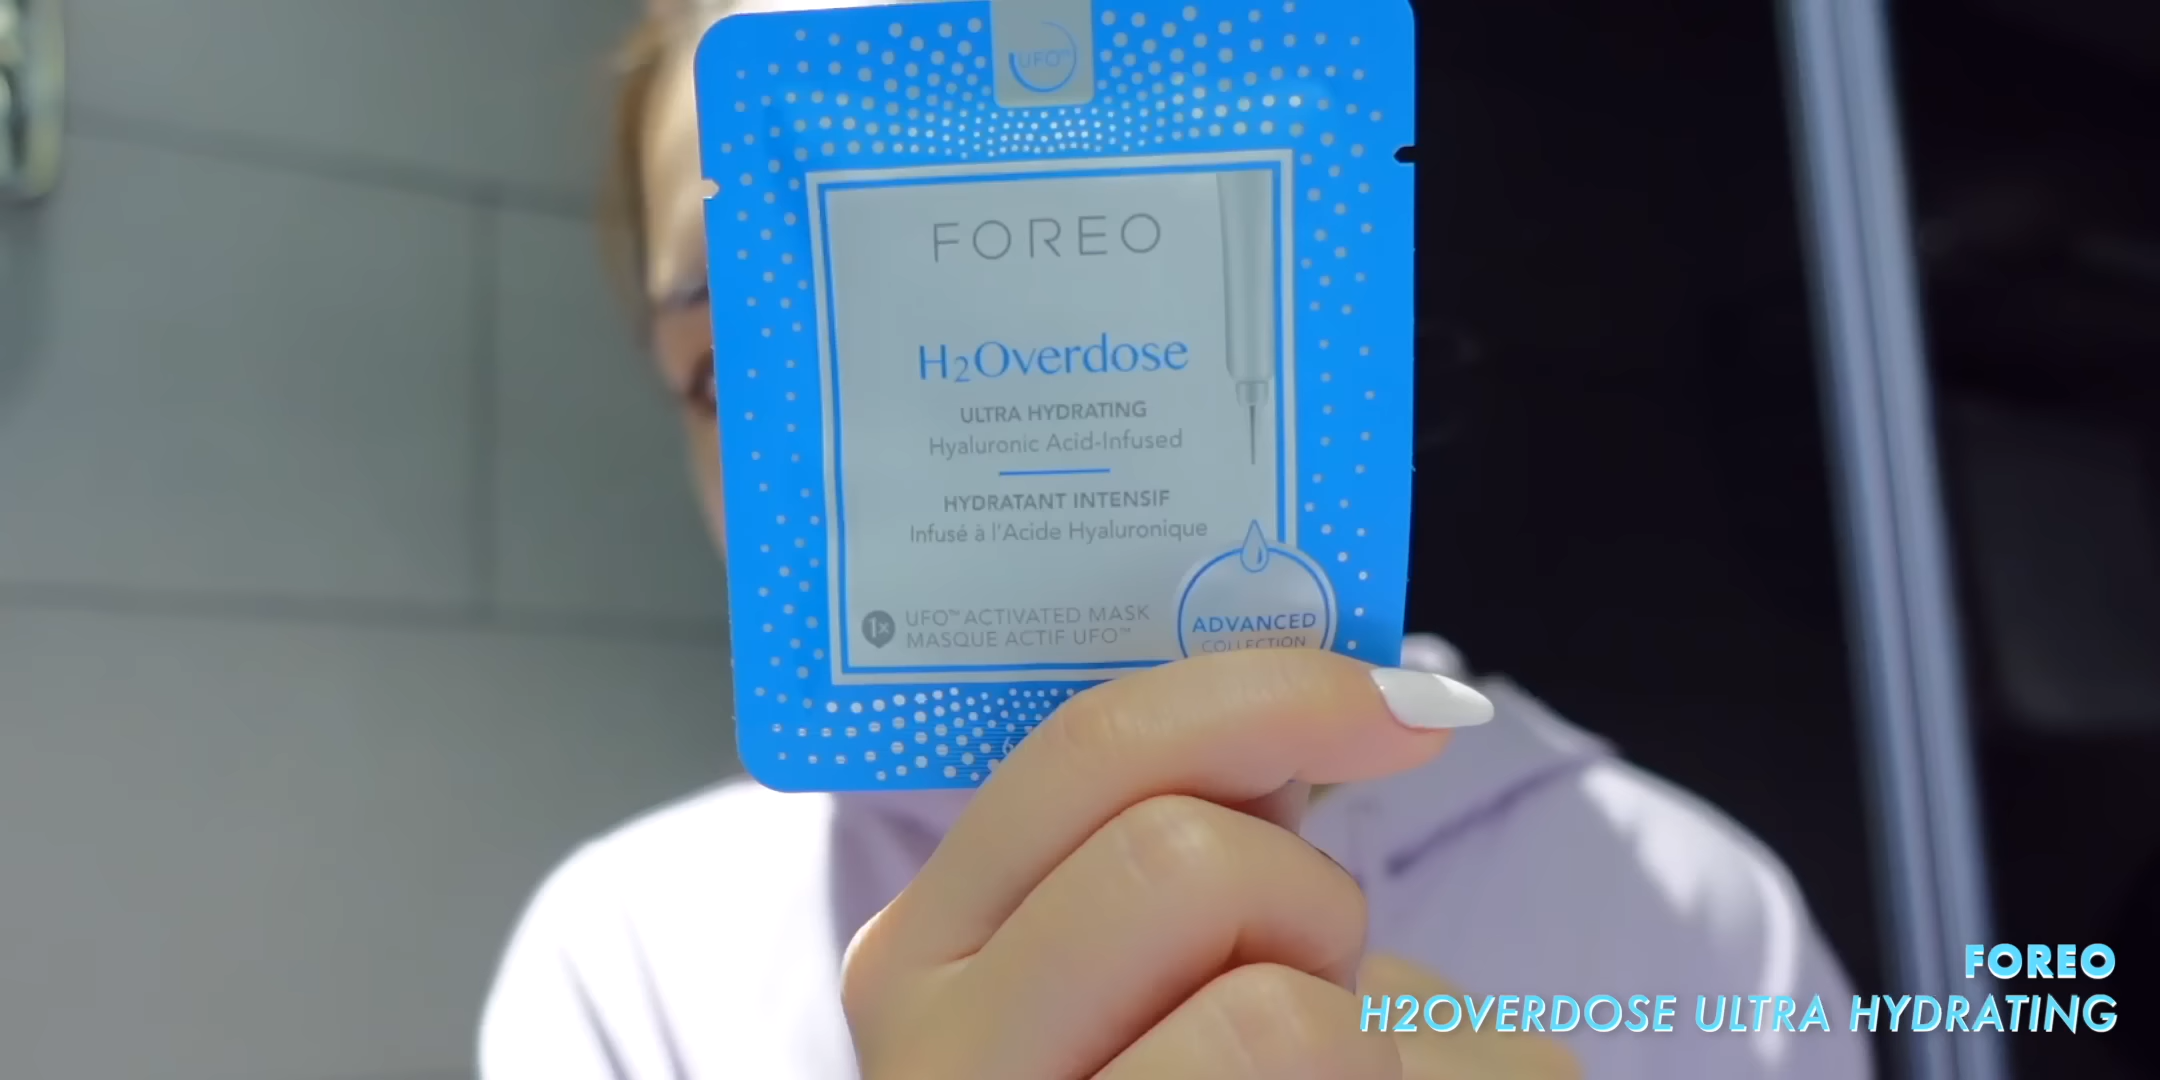 UFO™
FOREO
H₂Overdose
ULTRA HYDRATING
Hyaluronic Acid-Infused
HYDRATANT INTENSIF
Infusé à l'Acide Hyaluronique
1x
UFO™ ACTIVATED MASK
MASQUE ACTIF UFO™
ADVANCED
COLLECTION
FOREO
H2OVERDOSE ULTRA HYDRATING